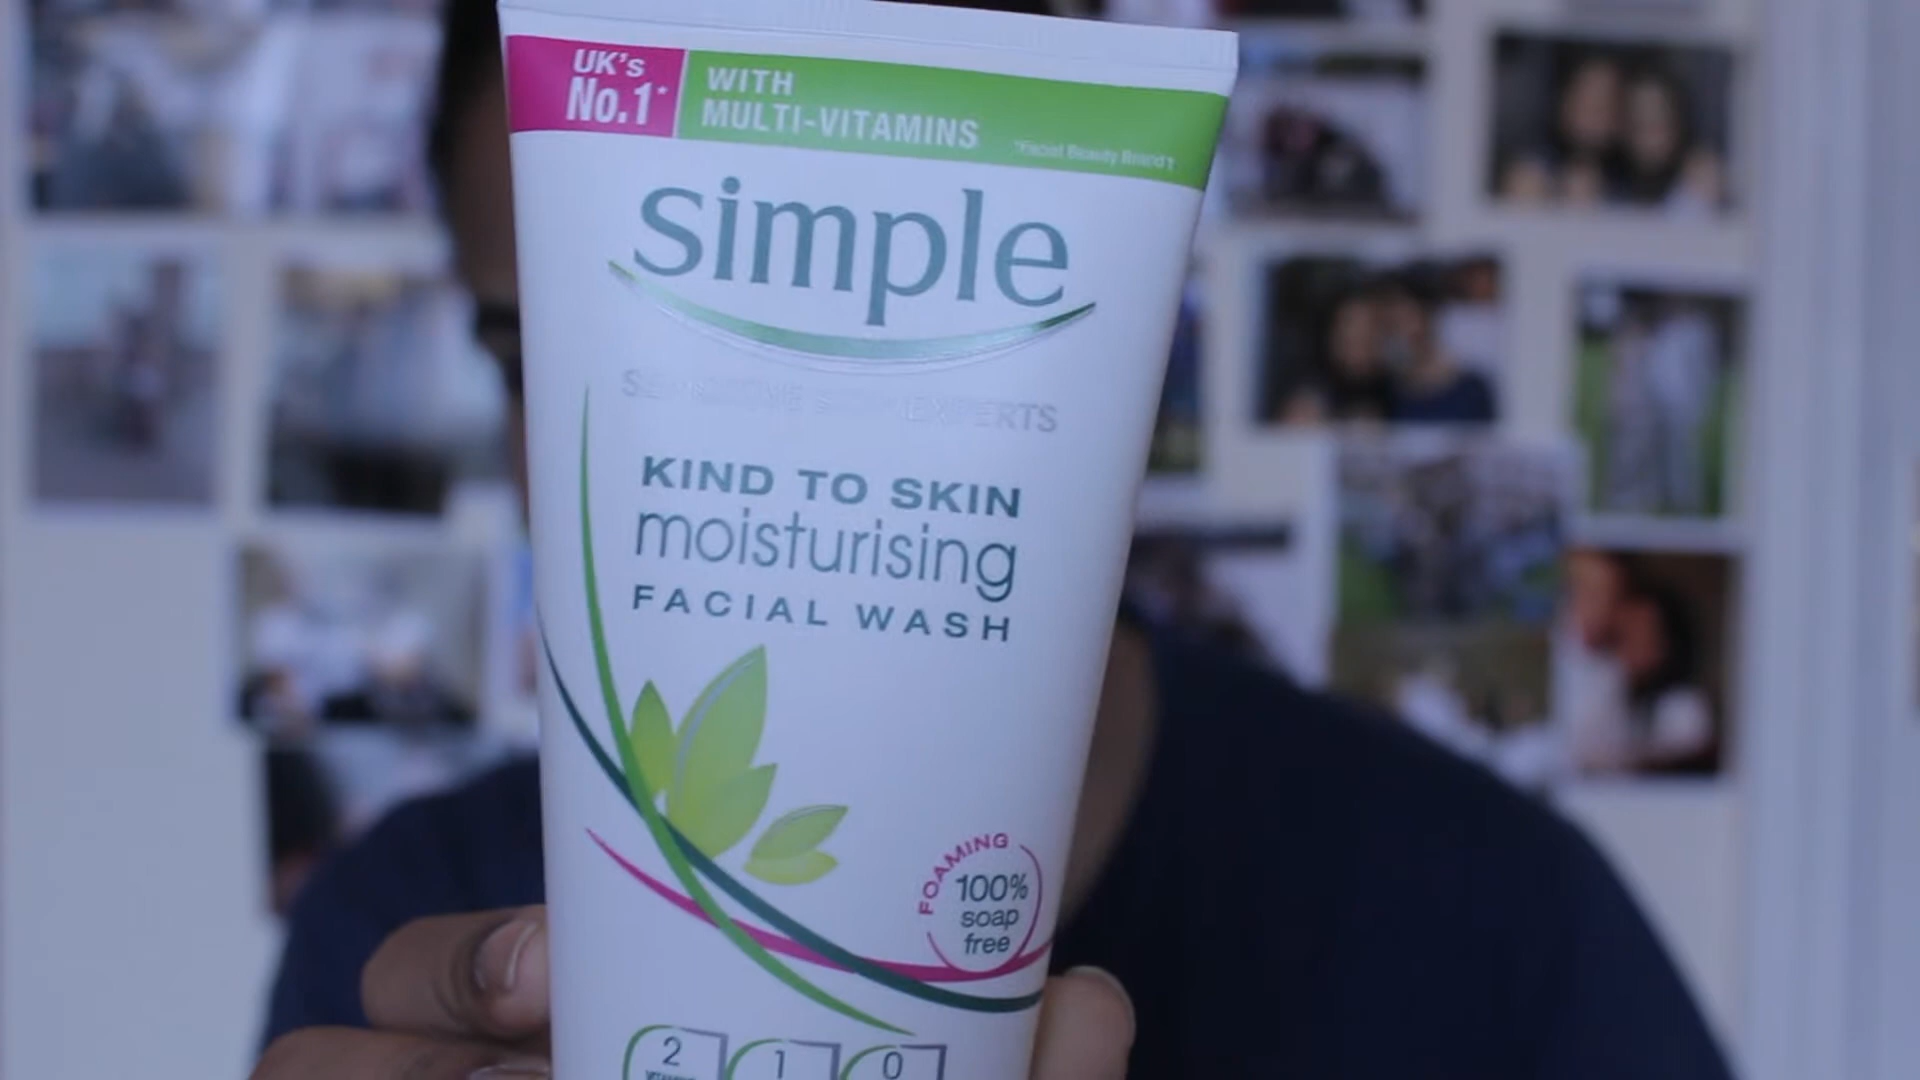 UK's
No.1*
WITH
MULTI-VITAMINS
*Facial Beauty Brand†
simple
EXPERTS
KIND TO SKIN
moisturising
FACIAL WASH
FOAMING
100%
soap
free
2
1
0